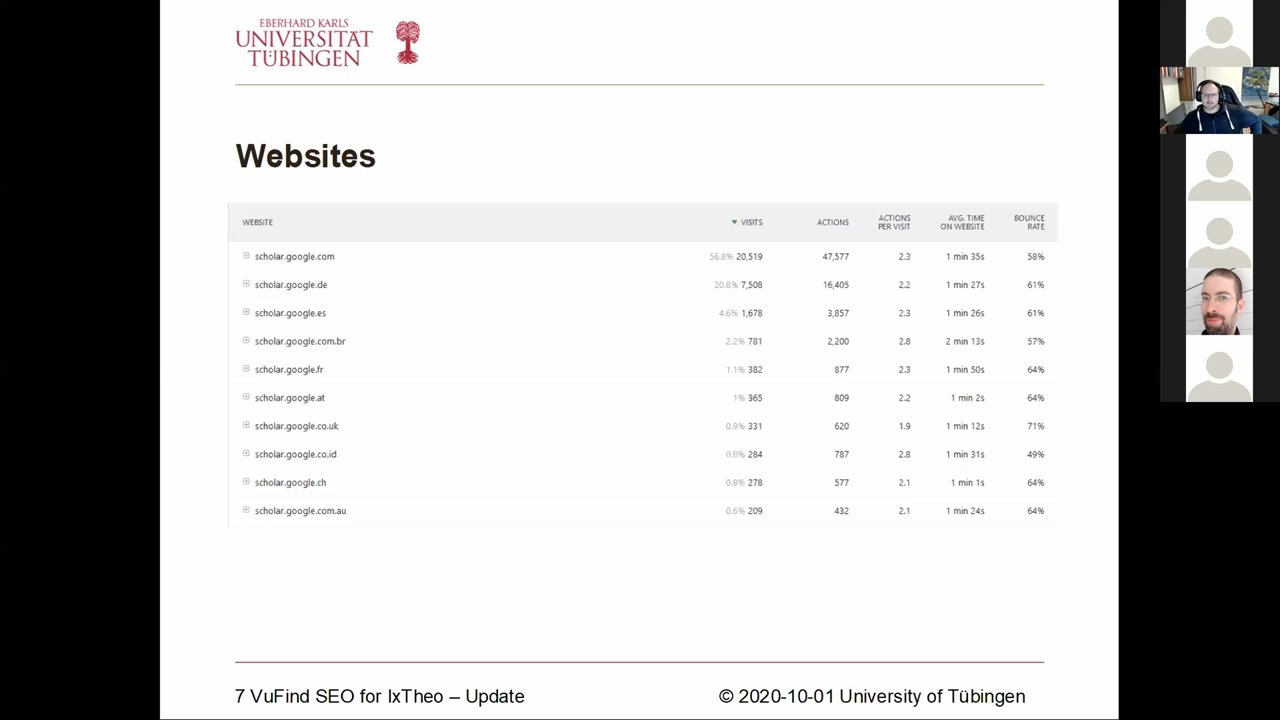 EBERHARD KARLS
UNIVERSITÄT
TÜBINGEN
Websites
WEBSITE VISITS ACTIONS ACTIONS PER VISIT AVG. TIME ON WEBSITE BOUNCE RATE
scholar.google.com 56.8% 20,519 47,577 2.3 1 min 35s 58%
scholar.google.de 20.8% 7,508 16,405 2.2 1 min 27s 61%
scholar.google.es 4.6% 1,678 3,857 2.3 1 min 26s 61%
scholar.google.com.br 2.2% 781 2,200 2.8 2 min 13s 57%
scholar.google.fr 1.1% 382 877 2.3 1 min 50s 64%
scholar.google.at 1% 365 809 2.2 1 min 2s 64%
scholar.google.co.uk 0.9% 331 620 1.9 1 min 12s 71%
scholar.google.co.id 0.8% 284 787 2.8 1 min 31s 49%
scholar.google.ch 0.8% 278 577 2.1 1 min 1s 64%
scholar.google.com.au 0.6% 209 432 2.1 1 min 24s 64%
7 VuFind SEO for IxTheo – Update © 2020-10-01 University of Tübingen